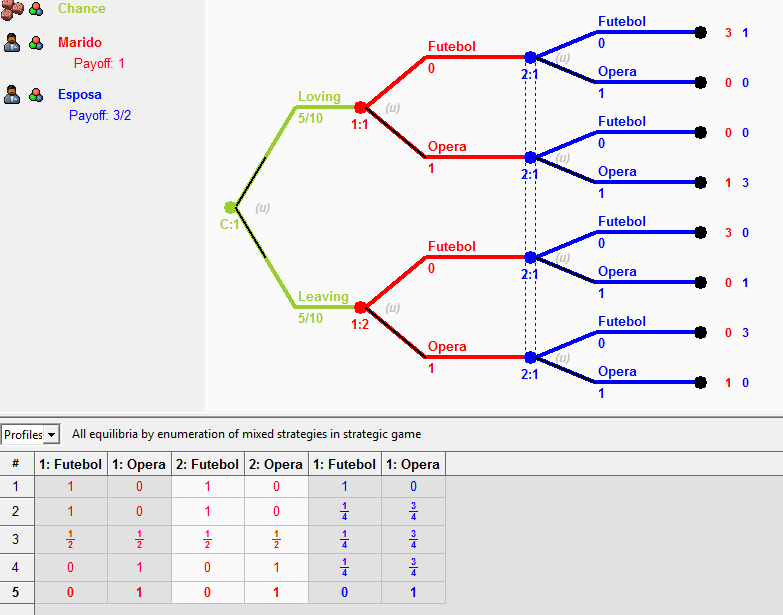 Chance
Marido
Payoff: 1
Esposa
Payoff: 3/2
C:1
(u)
Loving
5/10
1:1
(u)
Leaving
5/10
1:2
(u)
Futebol
0
2:1
(u)
Opera
1
2:1
(u)
Futebol
0
2:1
(u)
Opera
1
2:1
(u)
Futebol
0
3 1
Opera
1
0 0
Futebol
0
0 0
Opera
1
1 3
Futebol
0
3 0
Opera
1
0 1
Futebol
0
0 3
Opera
1
1 0
Profiles All equilibria by enumeration of mixed strategies in strategic game
# 1: Futebol 1: Opera 2: Futebol 2: Opera 1: Futebol 1: Opera
1 1 0 1 0 1 0
2 1 0 1 0 1/4 3/4
3 1/2 1/2 1/2 1/2 1/4 3/4
4 0 1 0 1 1/4 3/4
5 0 1 0 1 0 1